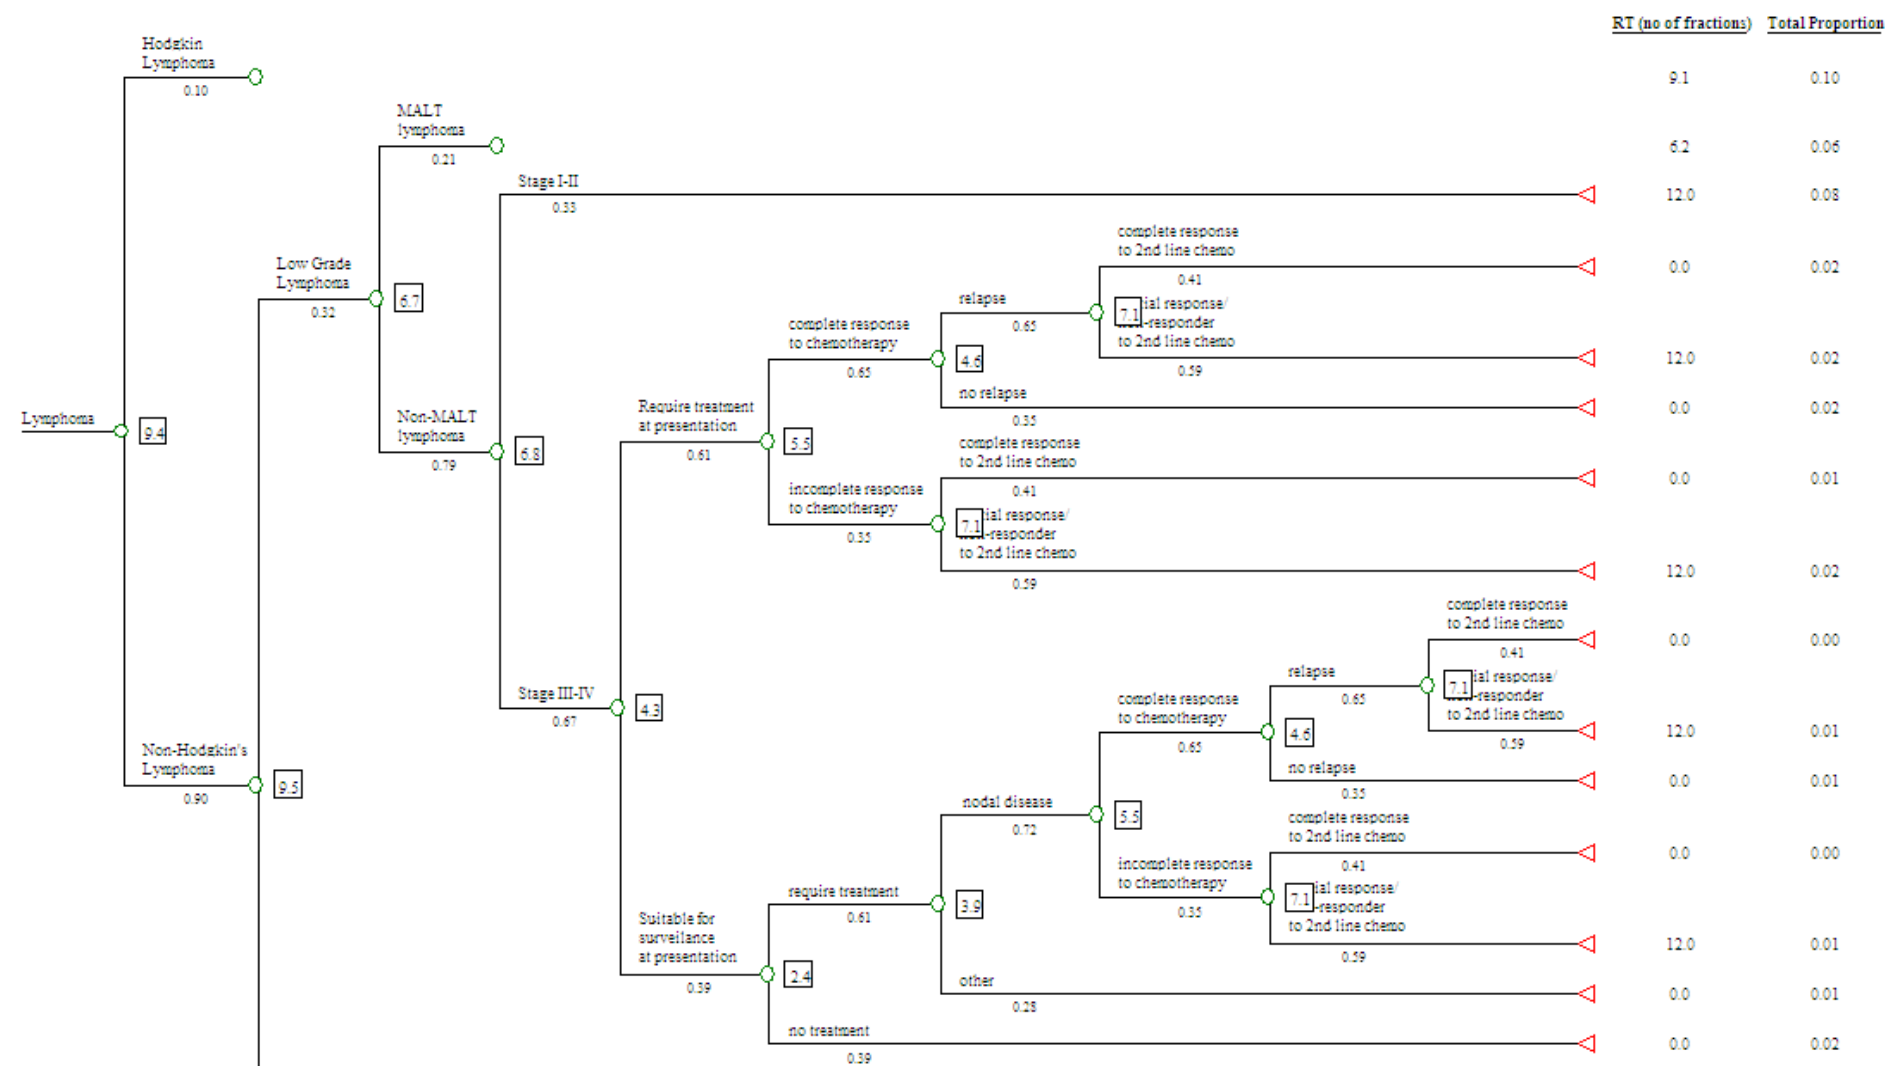 RT (no of fractions) Total Proportion
Hodgkin
Lymphoma
0.10
9.1 0.10
MALT
lymphoma
0.21
6.2 0.06
Stage I-II
0.33
12.0 0.08
complete response
to 2nd line chemo
0.41
0.0 0.02
Low Grade
Lymphoma
0.32
6.7
relapse
0.65
7.1
ial response/
-responder
to 2nd line chemo
0.59
12.0 0.02
complete response
to chemotherapy
0.65
4.6
no relapse
0.35
0.0 0.02
Lymphoma
9.4
Non-MALT
lymphoma
0.79
6.8
Require treatment
at presentation
0.61
5.5
complete response
to 2nd line chemo
0.41
0.0 0.01
incomplete response
to chemotherapy
0.35
7.1
ial response/
-responder
to 2nd line chemo
0.59
12.0 0.02
complete response
to 2nd line chemo
0.41
0.0 0.00
relapse
0.65
7.1
ial response/
-responder
to 2nd line chemo
0.59
12.0 0.01
Stage III-IV
0.67
4.3
complete response
to chemotherapy
0.65
4.6
no relapse
0.35
0.0 0.01
Non-Hodgkin's
Lymphoma
0.90
9.5
nodal disease
0.72
5.5
complete response
to 2nd line chemo
0.41
0.0 0.00
incomplete response
to chemotherapy
0.35
7.1
ial response/
-responder
to 2nd line chemo
0.59
12.0 0.01
require treatment
0.61
3.9
Suitable for
surveilance
at presentation
0.39
2.4
other
0.28
0.0 0.01
no treatment
0.39
0.0 0.02